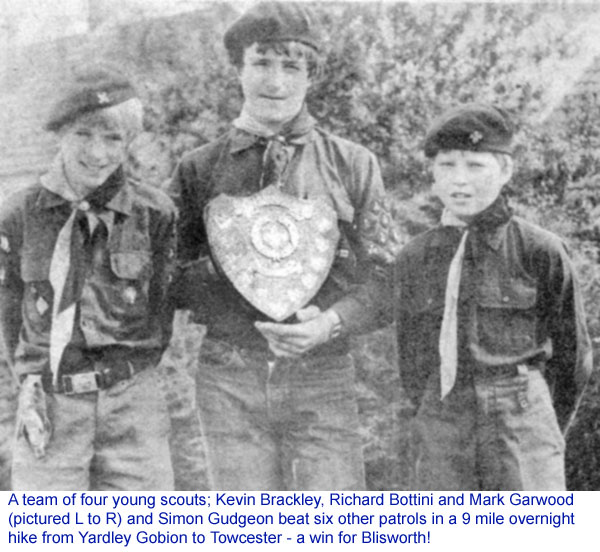 A team of four young scouts; Kevin Brackley, Richard Bottini and Mark Garwood
(pictured L to R) and Simon Gudgeon beat six other patrols in a 9 mile overnight
hike from Yardley Gobion to Towcester - a win for Blisworth!